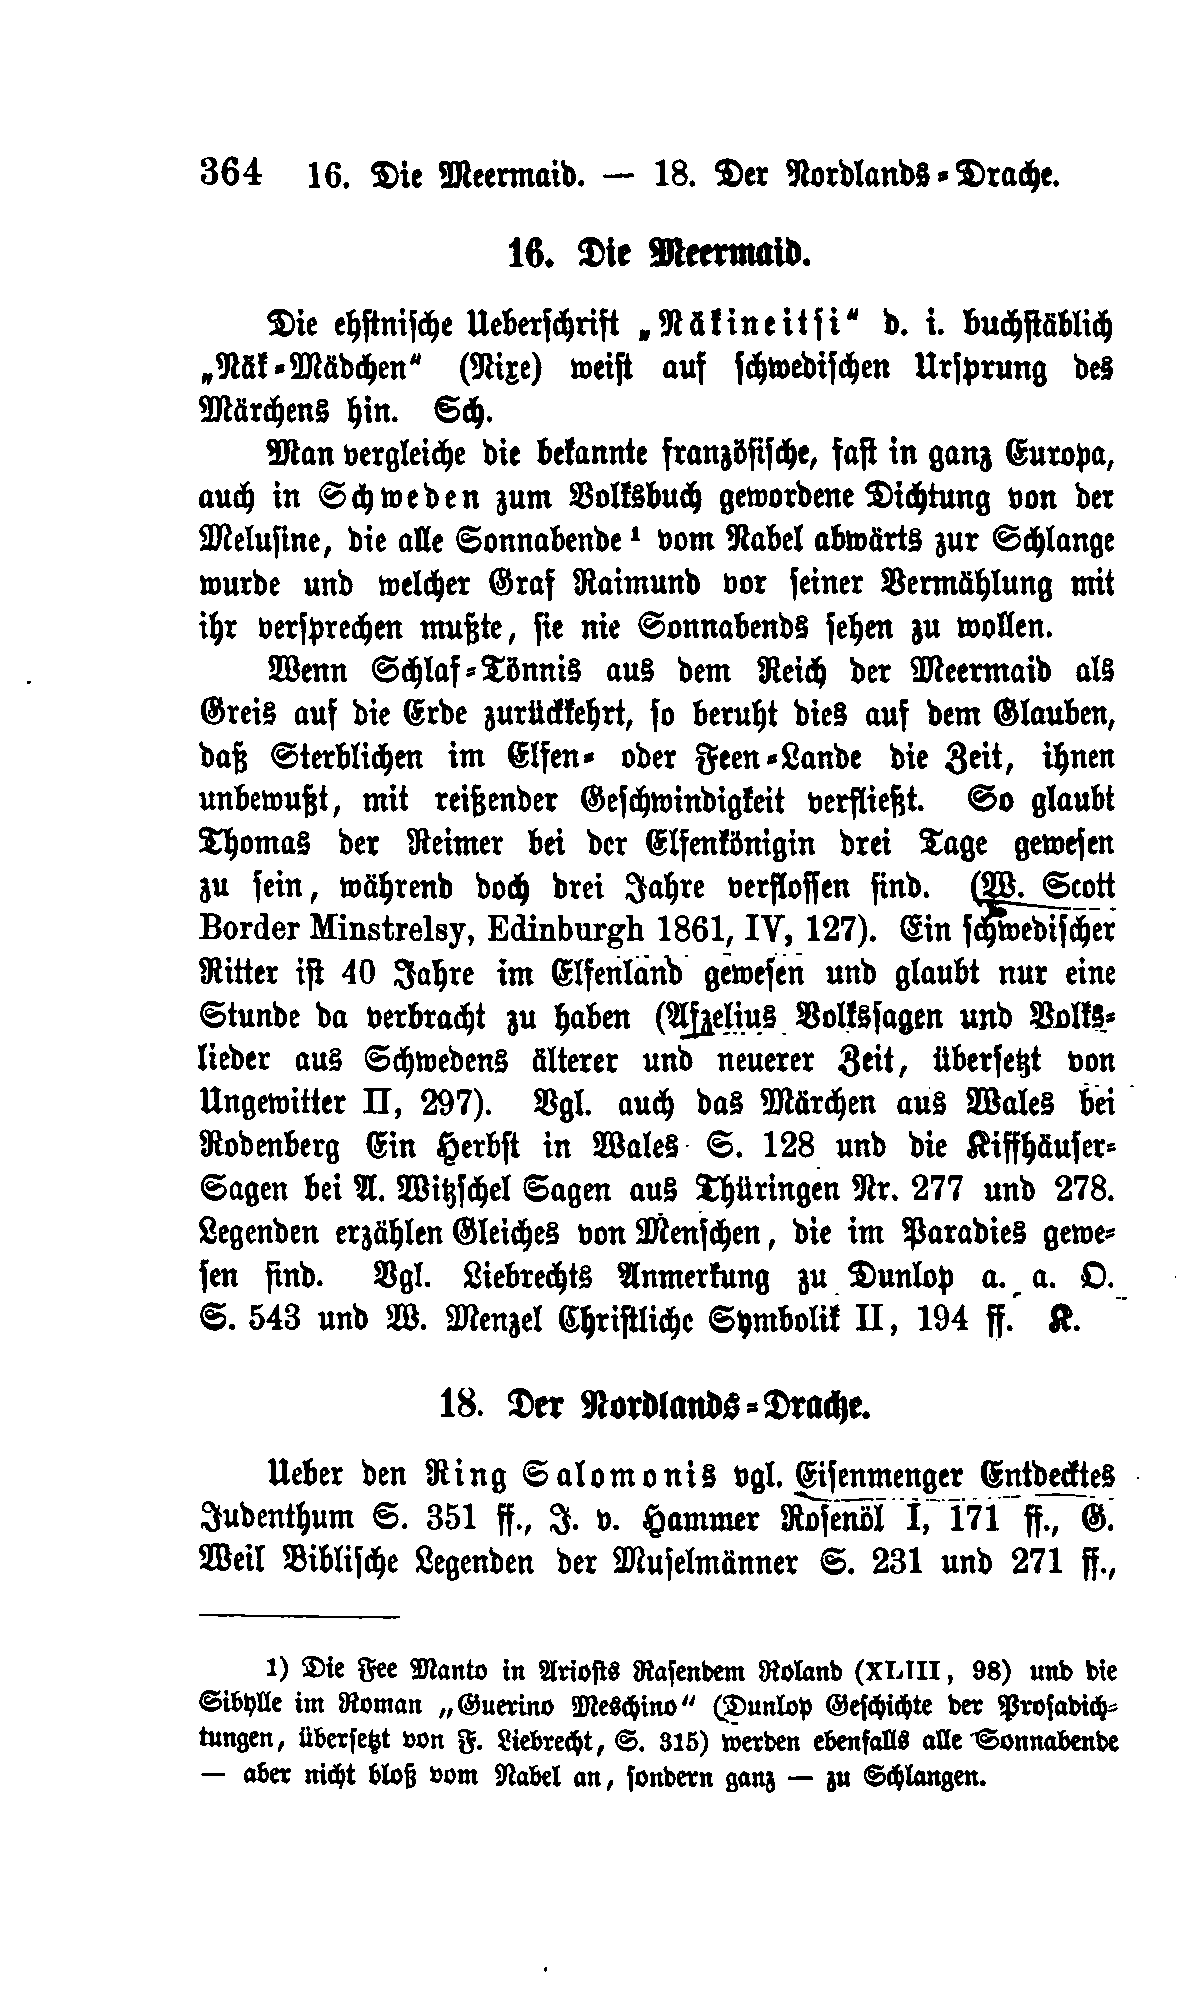 364 16. Die Meermaid. — 18. Der Nordlands-Drache.
16. Die Meermaid.
Die ehstnische Ueberschrift „Näkineitsi“ d. i. buchstäblich
„Näk-Mädchen“ (Nixe) weist auf schwedischen Ursprung des
Märchens hin. Sch.
Man vergleiche die bekannte französische, fast in ganz Europa,
auch in Schweden zum Volksbuch gewordene Dichtung von der
Melusine, die alle Sonnabende¹ vom Nabel abwärts zur Schlange
wurde und welcher Graf Raimund vor seiner Vermählung mit
ihr versprechen mußte, sie nie Sonnabends sehen zu wollen.
Wenn Schlaf-Tönnis aus dem Reich der Meermaid als
Greis auf die Erde zurückkehrt, so beruht dies auf dem Glauben,
daß Sterblichen im Elfen- oder Feen-Lande die Zeit, ihnen
unbewußt, mit reißender Geschwindigkeit verfließt. So glaubt
Thomas der Reimer bei der Elfenkönigin drei Tage gewesen
zu sein, während doch drei Jahre verflossen sind. (W. Scott
Border Minstrelsy, Edinburgh 1861, IV, 127). Ein schwedischer
Ritter ist 40 Jahre im Elfenland gewesen und glaubt nur eine
Stunde da verbracht zu haben (Afzelius Volkssagen und Volks-
lieder aus Schwedens älterer und neuerer Zeit, übersetzt von
Ungewitter II, 297). Vgl. auch das Märchen aus Wales bei
Rodenberg Ein Herbst in Wales S. 128 und die Kiffhäuser-
Sagen bei A. Witzschel Sagen aus Thüringen Nr. 277 und 278.
Legenden erzählen Gleiches von Menschen, die im Paradies gewe-
sen sind. Vgl. Liebrechts Anmerkung zu Dunlop a. a. O.
S. 543 und W. Menzel Christliche Symbolik II, 194 ff. K.
18. Der Nordlands-Drache.
Ueber den Ring Salomonis vgl. Eisenmenger Entdecktes
Judenthum S. 351 ff., J. v. Hammer Rosenöl I, 171 ff., G.
Weil Biblische Legenden der Muselmänner S. 231 und 271 ff.,
1) Die Fee Manto in Ariosts Rasendem Roland (XLIII, 98) und die
Sibylle im Roman „Guerino Meschino“ (Dunlop Geschichte der Prosadich-
tungen, übersetzt von F. Liebrecht, S. 315) werden ebenfalls alle Sonnabende
— aber nicht bloß vom Nabel an, sondern ganz — zu Schlangen.